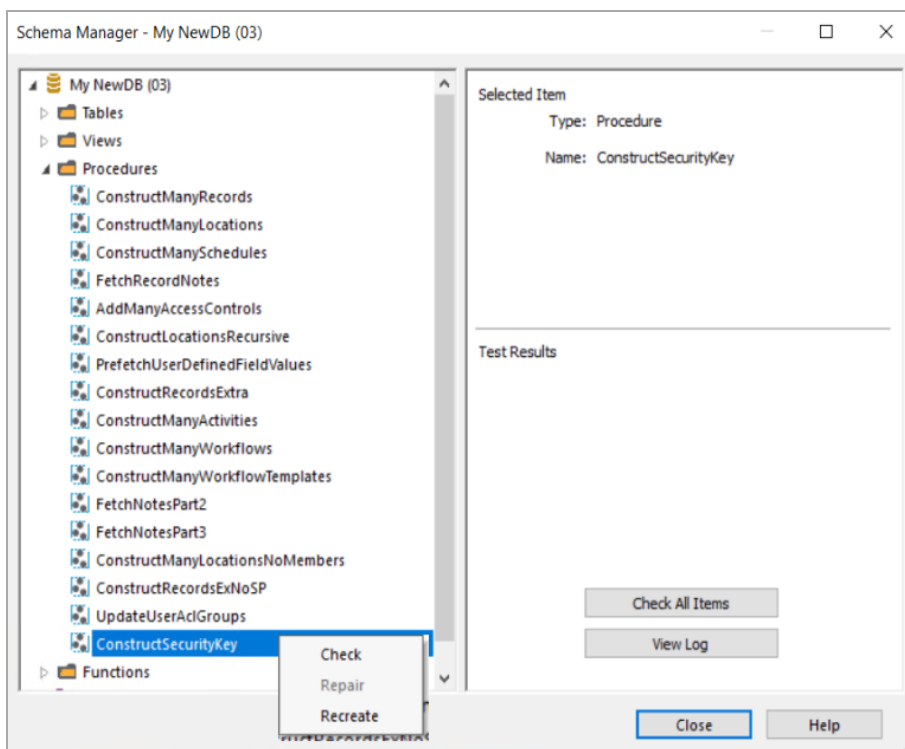 Schema Manager - My NewDB (03)
My NewDB (03)
Tables
Views
Procedures
ConstructManyRecords
ConstructManyLocations
ConstructManySchedules
FetchRecordNotes
AddManyAccessControls
ConstructLocationsRecursive
PrefetchUserDefinedFieldValues
ConstructRecordsExtra
ConstructManyActivities
ConstructManyWorkflows
ConstructManyWorkflowTemplates
FetchNotesPart2
FetchNotesPart3
ConstructManyLocationsNoMembers
ConstructRecordsExNoSP
UpdateUserAclGroups
ConstructSecurityKey
Functions
Check
Repair
Recreate
Selected Item
Type: Procedure
Name: ConstructSecurityKey
Test Results
Check All Items
View Log
Close
Help